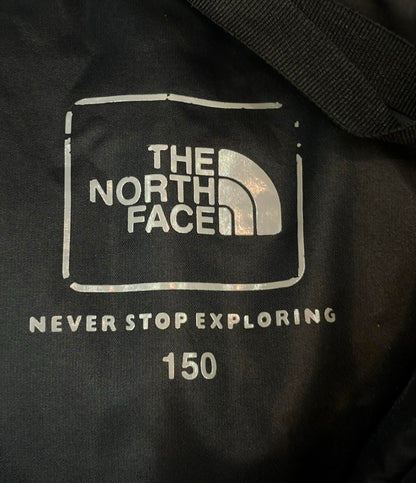 THE
NORTH
FACE
NEVER STOP EXPLORING
150